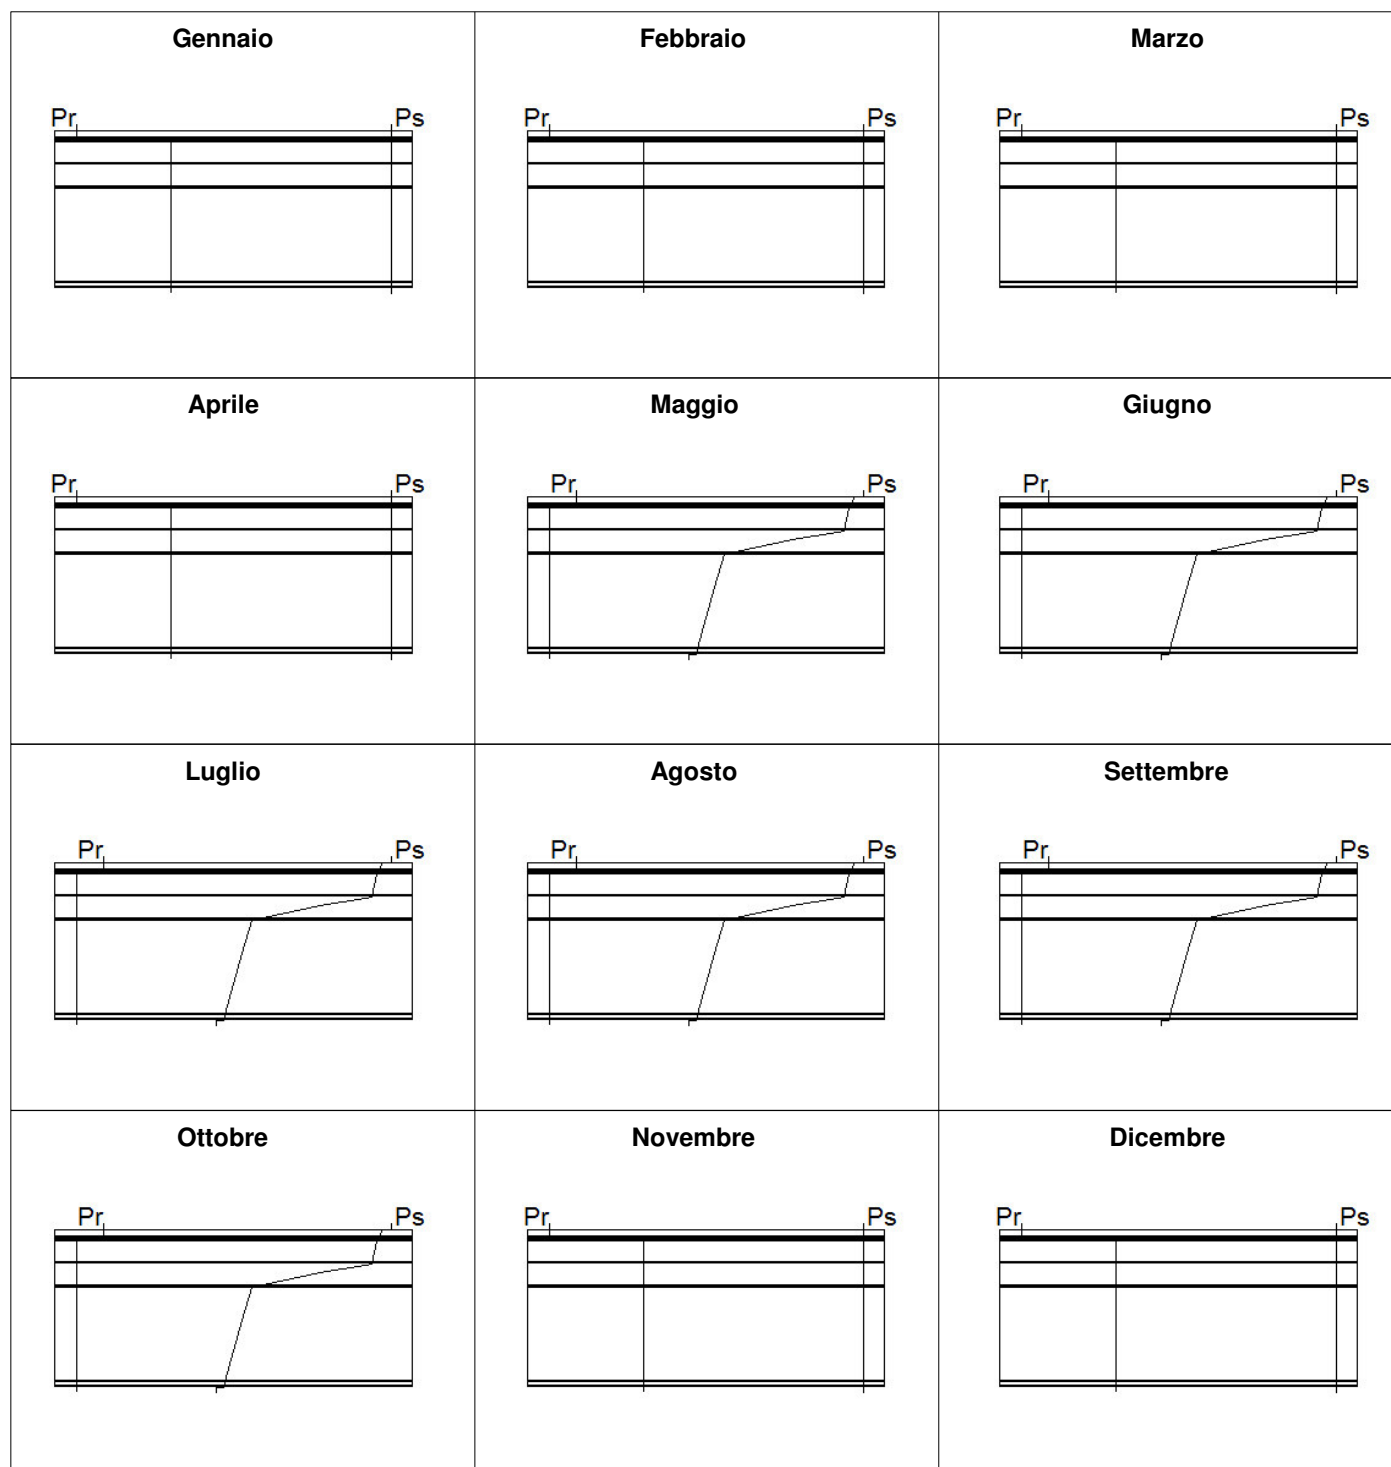 Gennaio Febbraio Marzo
Pr Ps Pr Ps Pr Ps
Aprile Maggio Giugno
Pr Ps Pr Ps Pr Ps
Luglio Agosto Settembre
Pr Ps Pr Ps Pr Ps
Ottobre Novembre Dicembre
Pr Ps Pr Ps Pr Ps